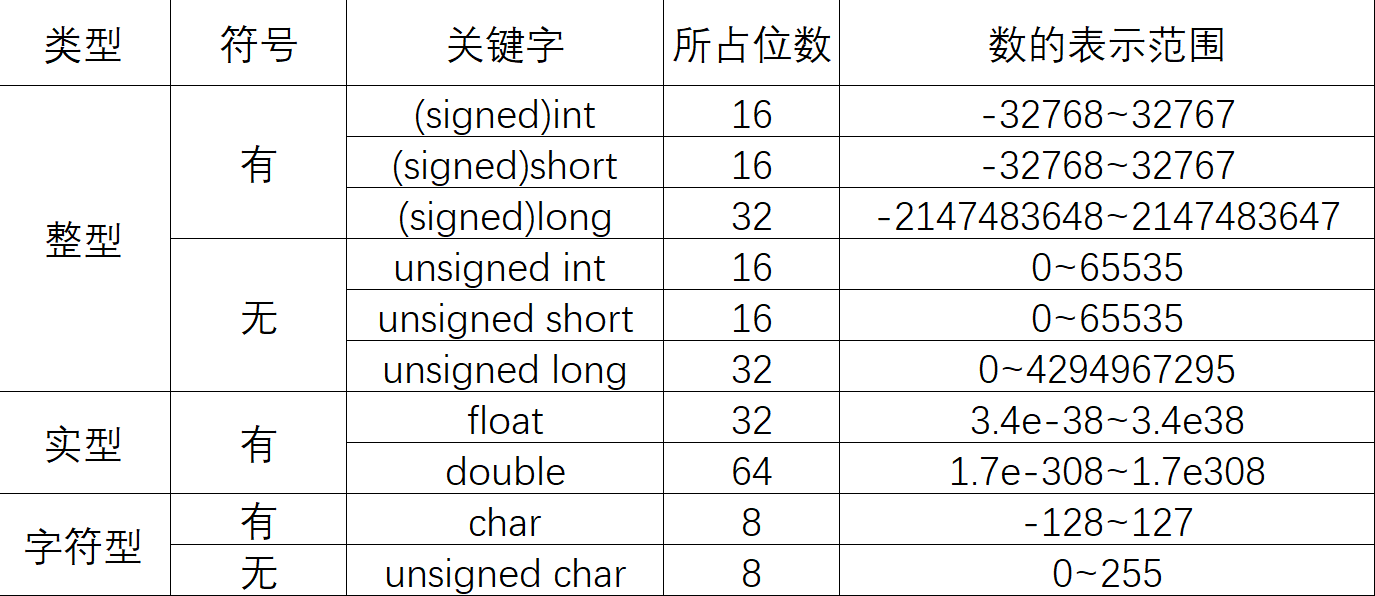 类型 符号 关键字 所占位数 数的表示范围
整型 有 (signed)int 16 -32768~32767
(signed)short 16 -32768~32767
(signed)long 32 -2147483648~2147483647
无 unsigned int 16 0~65535
unsigned short 16 0~65535
unsigned long 32 0~4294967295
实型 有 float 32 3.4e-38~3.4e38
double 64 1.7e-308~1.7e308
字符型 有 char 8 -128~127
无 unsigned char 8 0~255